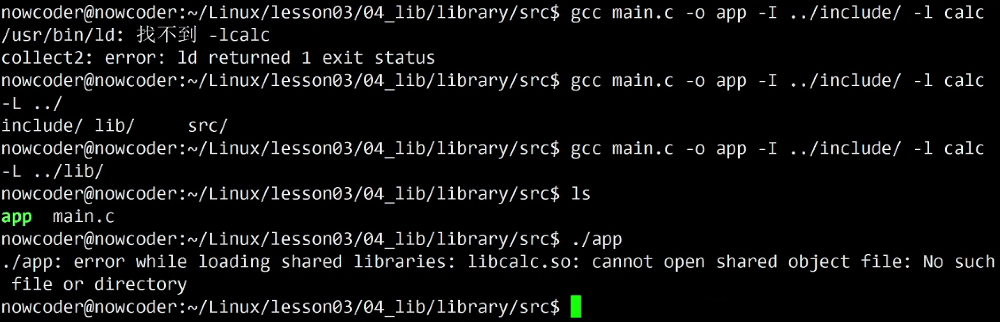 nowcoder@nowcoder:~/Linux/lesson03/04_lib/library/src$ gcc main.c -o app -I ../include/ -l calc
/usr/bin/ld: 找不到 -lcalc
collect2: error: ld returned 1 exit status
nowcoder@nowcoder:~/Linux/lesson03/04_lib/library/src$ gcc main.c -o app -I ../include/ -l calc
-L ../
include/ lib/     src/
nowcoder@nowcoder:~/Linux/lesson03/04_lib/library/src$ gcc main.c -o app -I ../include/ -l calc
-L ../lib/
nowcoder@nowcoder:~/Linux/lesson03/04_lib/library/src$ ls
app  main.c
nowcoder@nowcoder:~/Linux/lesson03/04_lib/library/src$ ./app
./app: error while loading shared libraries: libcalc.so: cannot open shared object file: No such
 file or directory
nowcoder@nowcoder:~/Linux/lesson03/04_lib/library/src$